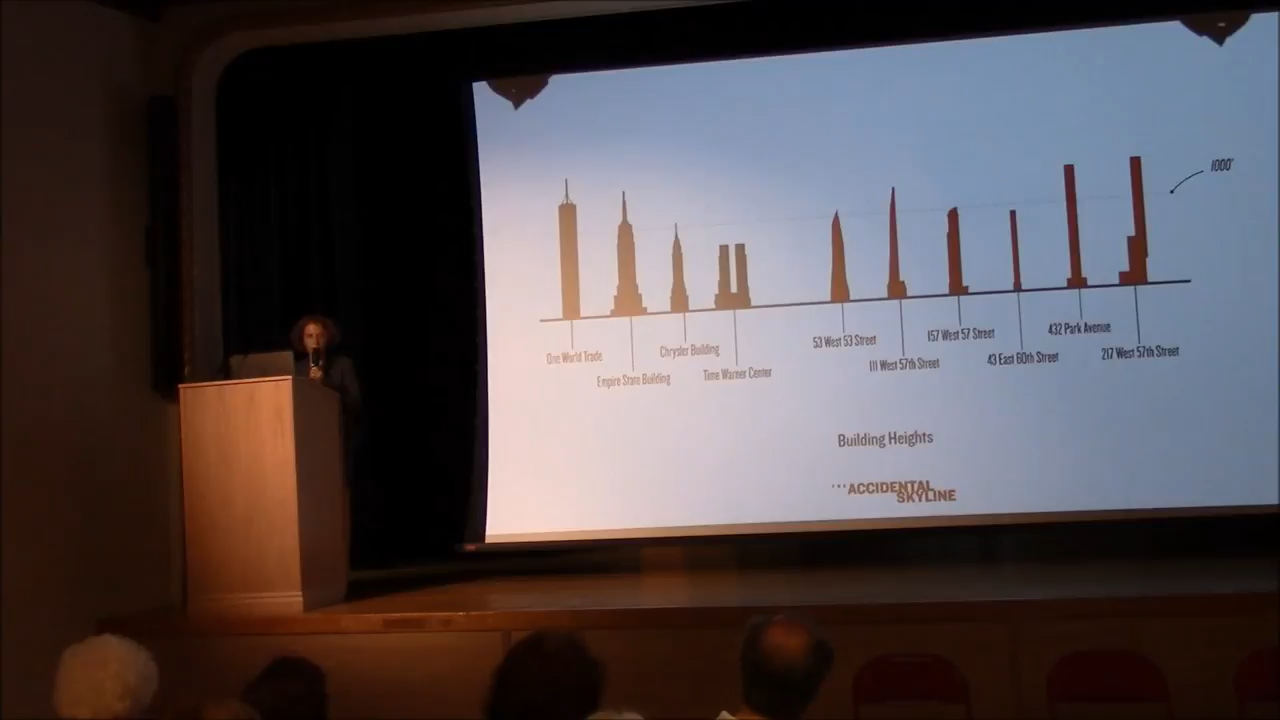 1000'
One World Trade
Empire State Building
Chrysler Building
Time Warner Center
53 West 53 Street
111 West 57th Street
157 West 57 Street
43 East 60th Street
432 Park Avenue
217 West 57th Street
Building Heights
...ACCIDENTAL
SKYLINE